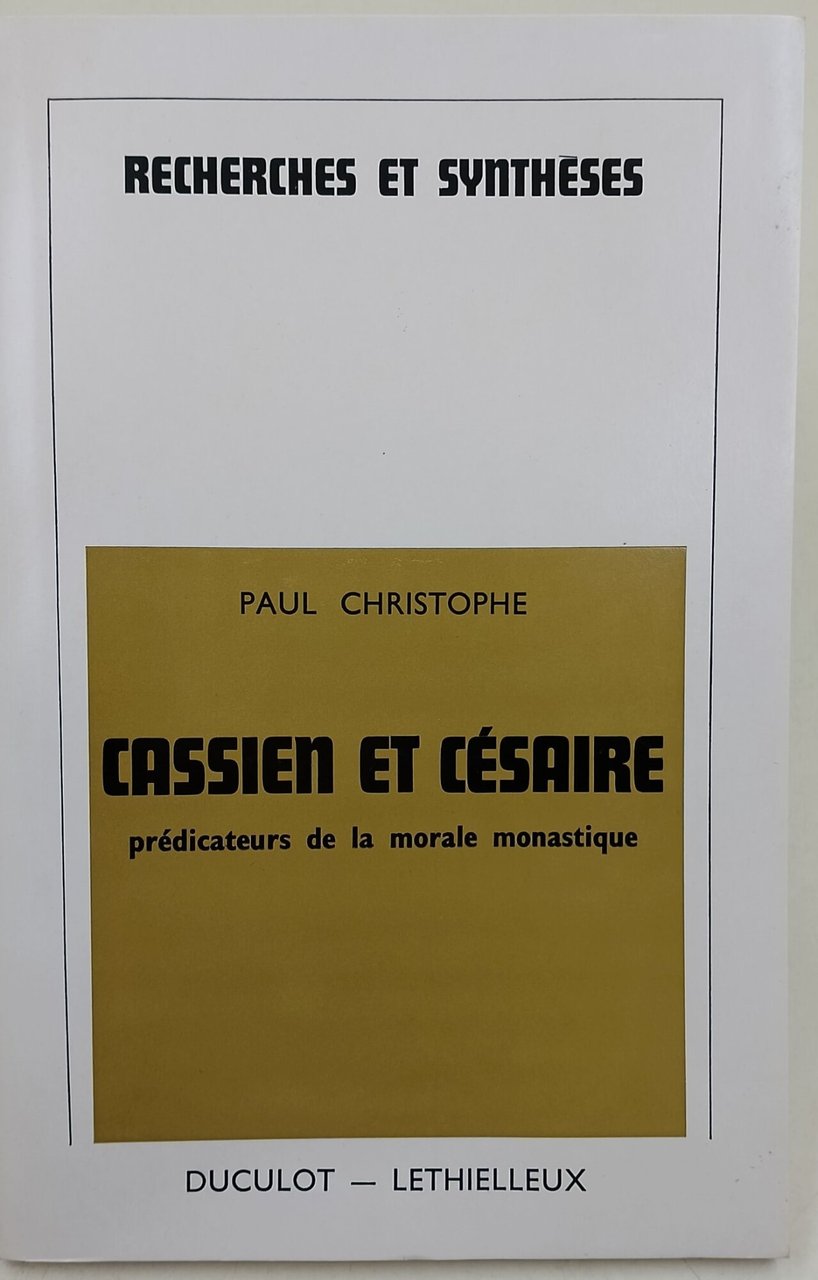 RECHERCHES ET SYNTHÈSES
PAUL CHRISTOPHE
CASSIEN ET CÉSAIRE
prédicateurs de la morale monastique
DUCULOT — LETHIELLEUX